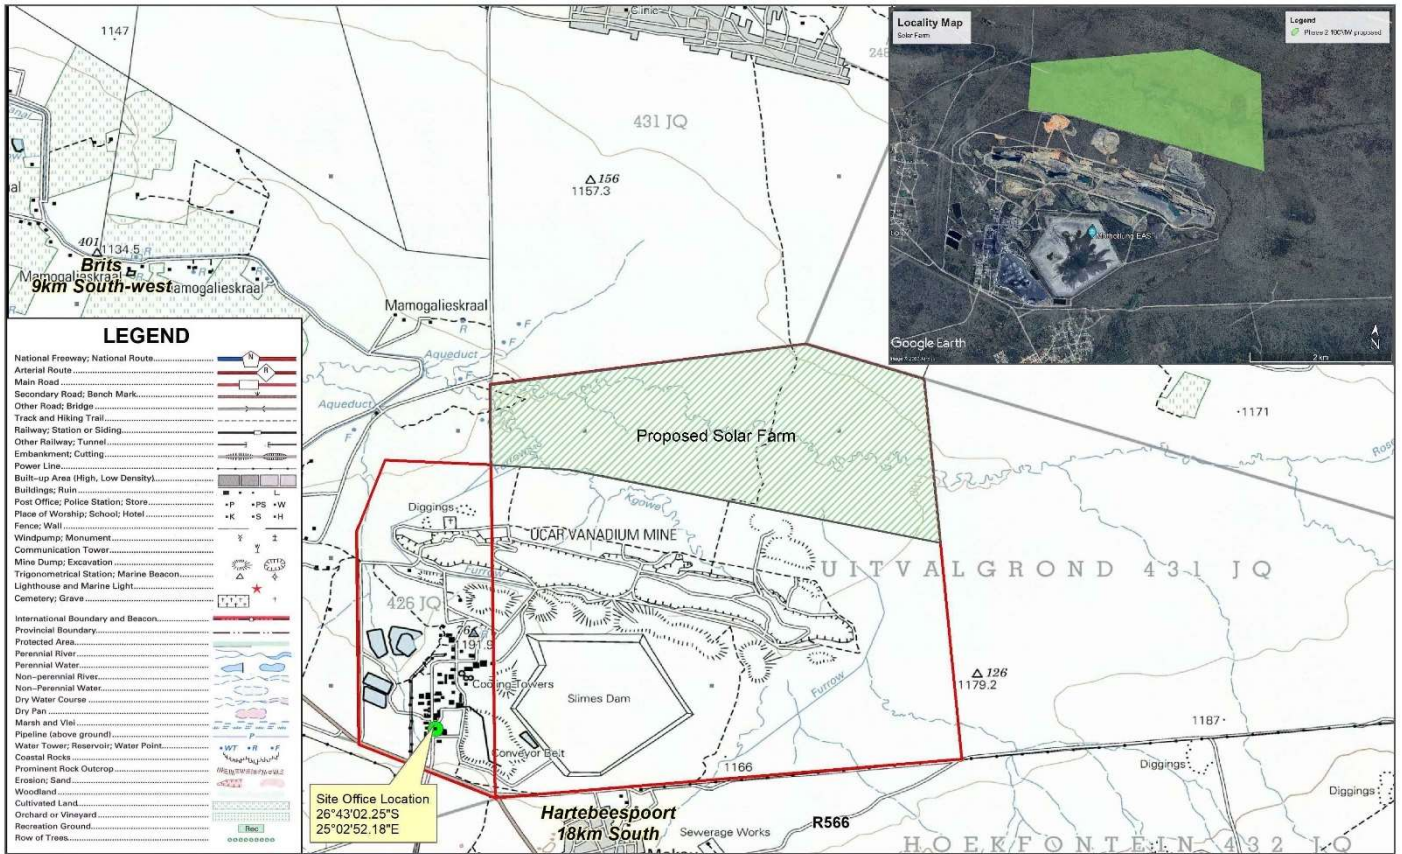 Clinic
1147
248
431 JQ
156
1157.3
401
1134.5
R
Brits
9km South-west
Mamogalieskraal
Mamogalieskraal
Mamogalieskraal
R
F
Aqueduct
Aqueduct
F
F
Furrow
Locality Map
Solar Farm
Legend
Phase 2 100MW proposed
Google Earth
2 km
N
LEGEND
National Freeway; National Route
N
Arterial Route
R
Main Road
Secondary Road; Bench Mark
Other Road; Bridge
Track and Hiking Trail
Railway; Station or Siding
Other Railway; Tunnel
Embankment; Cutting
Power Line
Built-up Area (High, Low Density)
Buildings; Ruin
Post Office; Police Station; Store
•P •PS •W
Place of Worship; School; Hotel
•K •S •H
Fence; Wall
Windpump; Monument
Communication Tower
Mine Dump; Excavation
Trigonometrical Station; Marine Beacon
Lighthouse and Marine Light
Cemetery; Grave
International Boundary and Beacon
Provincial Boundary
Protected Area
Perennial River
Perennial Water
Non-perennial River
Non-Perennial Water
Dry Water Course
Dry Pan
Marsh and Vlei
Pipeline (above ground)
P
Water Tower; Reservoir; Water Point
•WT •R •F
Coastal Rocks
Prominent Rock Outcrop
Erosion; Sand
Woodland
Cultivated Land
Orchard or Vineyard
Recreation Ground
Rec
Row of Trees
Proposed Solar Farm
1171
Kgowe
Diggings
UCAR VANADIUM MINE
Furrow
UITVALGROND 431 JQ
426 JQ
191.9
Cooling Towers
Slimes Dam
Furrow
126
1179.2
1187
Conveyor Belt
1166
Diggings
Diggings
Site Office Location
26°43'02.25"S
25°02'52.18"E
Hartebeespoort
18km South
R566
Sewerage Works
HOEKFONTEIN 432 JQ